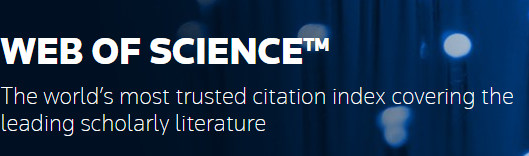 WEB OF SCIENCE™
The world's most trusted citation index covering the
leading scholarly literature